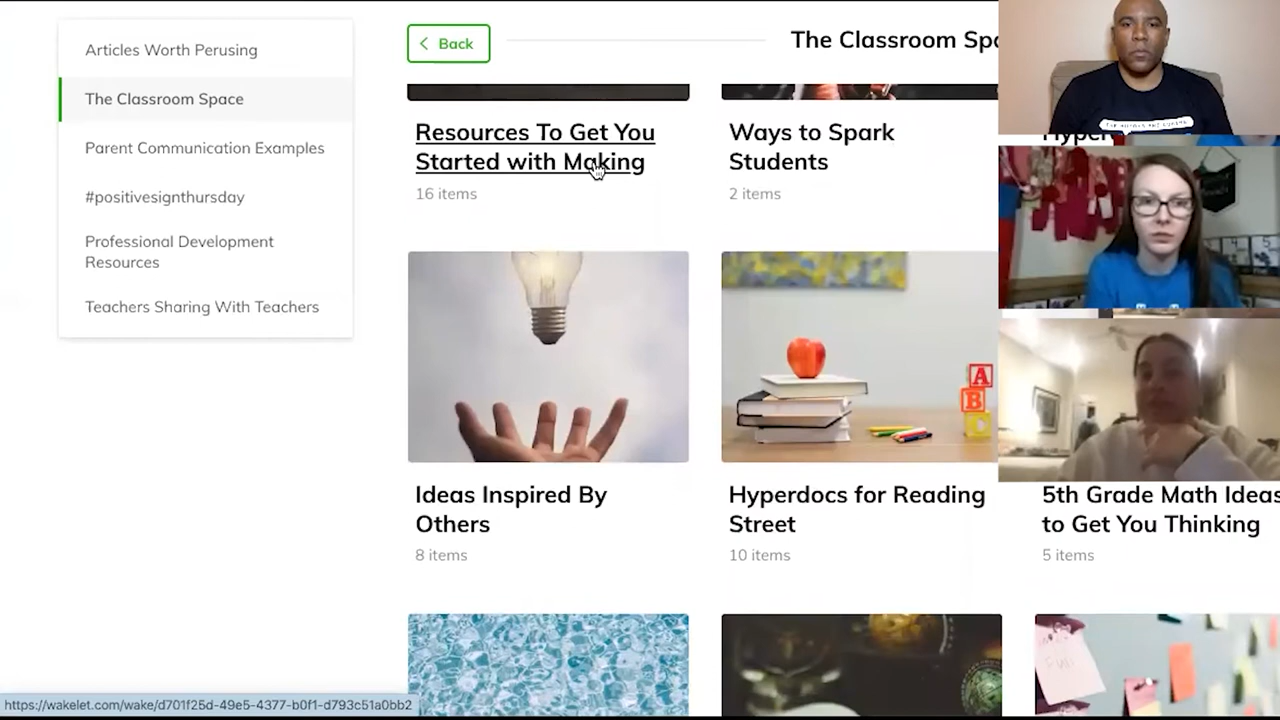 Articles Worth Perusing
The Classroom Space
Parent Communication Examples
#positivesignthursday
Professional Development
Resources
Teachers Sharing With Teachers
Back
The Classroom Spa
Resources To Get You
Started with Making
16 items
Ways to Spark
Students
2 items
Hyper
Ideas Inspired By
Others
8 items
A
B
Hyperdocs for Reading
Street
10 items
5th Grade Math Ideas
to Get You Thinking
5 items
https://wakelet.com/wake/d701f25d-49e5-4377-b0f1-d793c51a0bb2